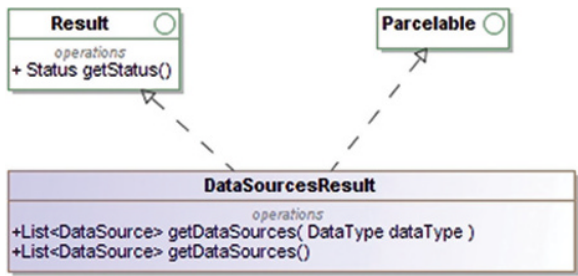 Result
Parcelable
operations
+ Status getStatus()
DataSourcesResult
operations
+List<DataSource> getDataSources( DataType dataType )
+List<DataSource> getDataSources()